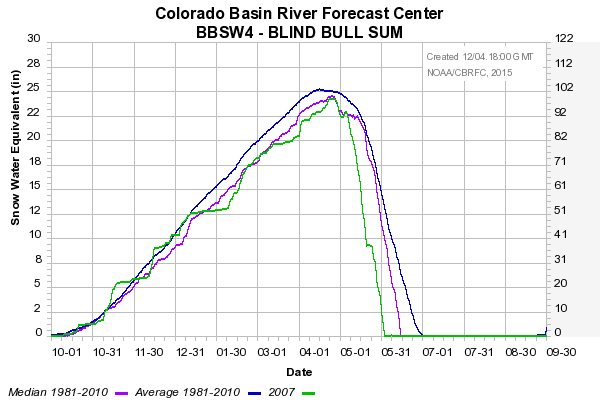 Colorado Basin River Forecast Center
BBSW4 - BLIND BULL SUM
Created 12/04.18:00 GMT
NOAA/CBRFC, 2015
Snow Water Equivalent (in)
30 122
28 112
25 102
22 92
20 82
18 71
15 61
12 51
10 41
8 20
5 20
2 10
0 0
10-01 10-31 11-30 12-31 01-30 03-01 04-01 05-01 05-31 07-01 07-31 08-30 09-30
Date
Median 1981-2010 Average 1981-2010 2007